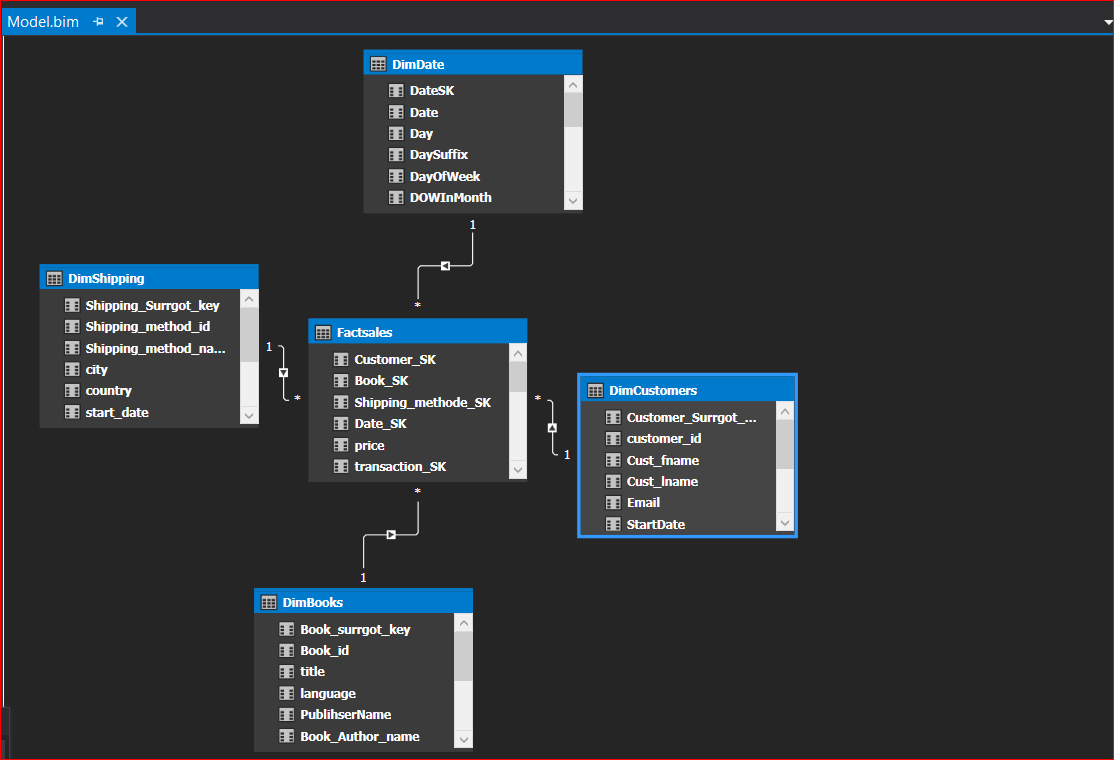 Model.bim
DimDate
DateSK
Date
Day
DaySuffix
DayOfWeek
DOWInMonth
1
*
DimShipping
Shipping_Surrgot_key
Shipping_method_id
Shipping_method_na...
city
country
start_date
1
*
Factsales
Customer_SK
Book_SK
Shipping_methode_SK
Date_SK
price
transaction_SK
*
1
DimCustomers
Customer_Surrgot_...
customer_id
Cust_fname
Cust_lname
Email
StartDate
*
1
DimBooks
Book_surrgot_key
Book_id
title
language
PublihserName
Book_Author_name